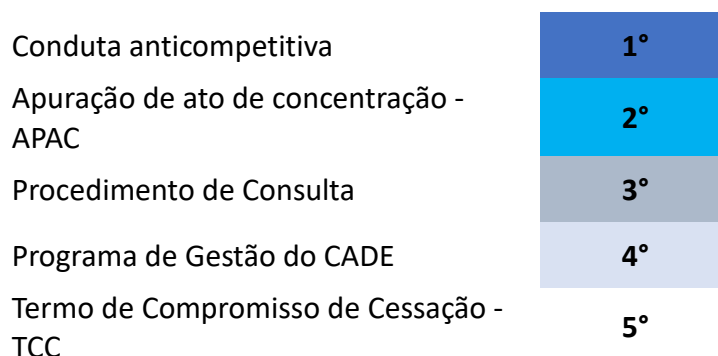 Conduta anticompetitiva 1°
Apuração de ato de concentração -
APAC 2°
Procedimento de Consulta 3°
Programa de Gestão do CADE 4°
Termo de Compromisso de Cessação -
TCC 5°